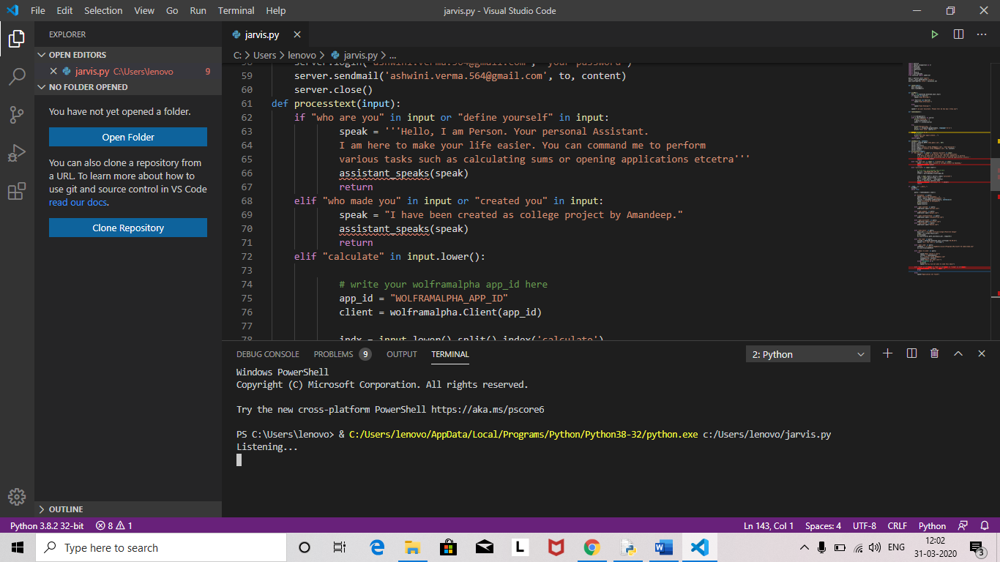 File Edit Selection View Go Run Terminal Help
jarvis.py - Visual Studio Code
EXPLORER
OPEN EDITORS
jarvis.py C:\Users\lenovo 9
NO FOLDER OPENED
You have not yet opened a folder.
Open Folder
You can also clone a repository
from a URL. To learn more about how to
use git and source control in VS Code
read our docs.
Clone Repository
OUTLINE
jarvis.py
C: > Users > lenovo > jarvis.py > ...
59 server.sendmail('ashwini.verma.564@gmail.com', to, content)
60 server.close()
61 def processtext(input):
62 if "who are you" in input or "define yourself" in input:
63 speak = '''Hello, I am Person. Your personal Assistant.
64 I am here to make your life easier. You can command me to perform
65 various tasks such as calculating sums or opening applications etcetra'''
66 assistant_speaks(speak)
67 return
68 elif "who made you" in input or "created you" in input:
69 speak = "I have been created as college project by Amandeep."
70 assistant_speaks(speak)
71 return
72 elif "calculate" in input.lower():
73
74 # write your wolframalpha app_id here
75 app_id = "WOLFRAMALPHA_APP_ID"
76 client = wolframalpha.Client(app_id)
77
78 indx = input.lower().split().index('calculate')
DEBUG CONSOLE PROBLEMS 9 OUTPUT TERMINAL
2: Python
Windows PowerShell
Copyright (C) Microsoft Corporation. All rights reserved.
Try the new cross-platform PowerShell https://aka.ms/pscore6
PS C:\Users\lenovo> & C:/Users/lenovo/AppData/Local/Programs/Python/Python38-32/python.exe c:/Users/lenovo/jarvis.py
Listening...
Python 3.8.2 32-bit 8 1
Ln 143, Col 1 Spaces: 4 UTF-8 CRLF Python
Type here to search
L
W
ENG
12:02
31-03-2020
3